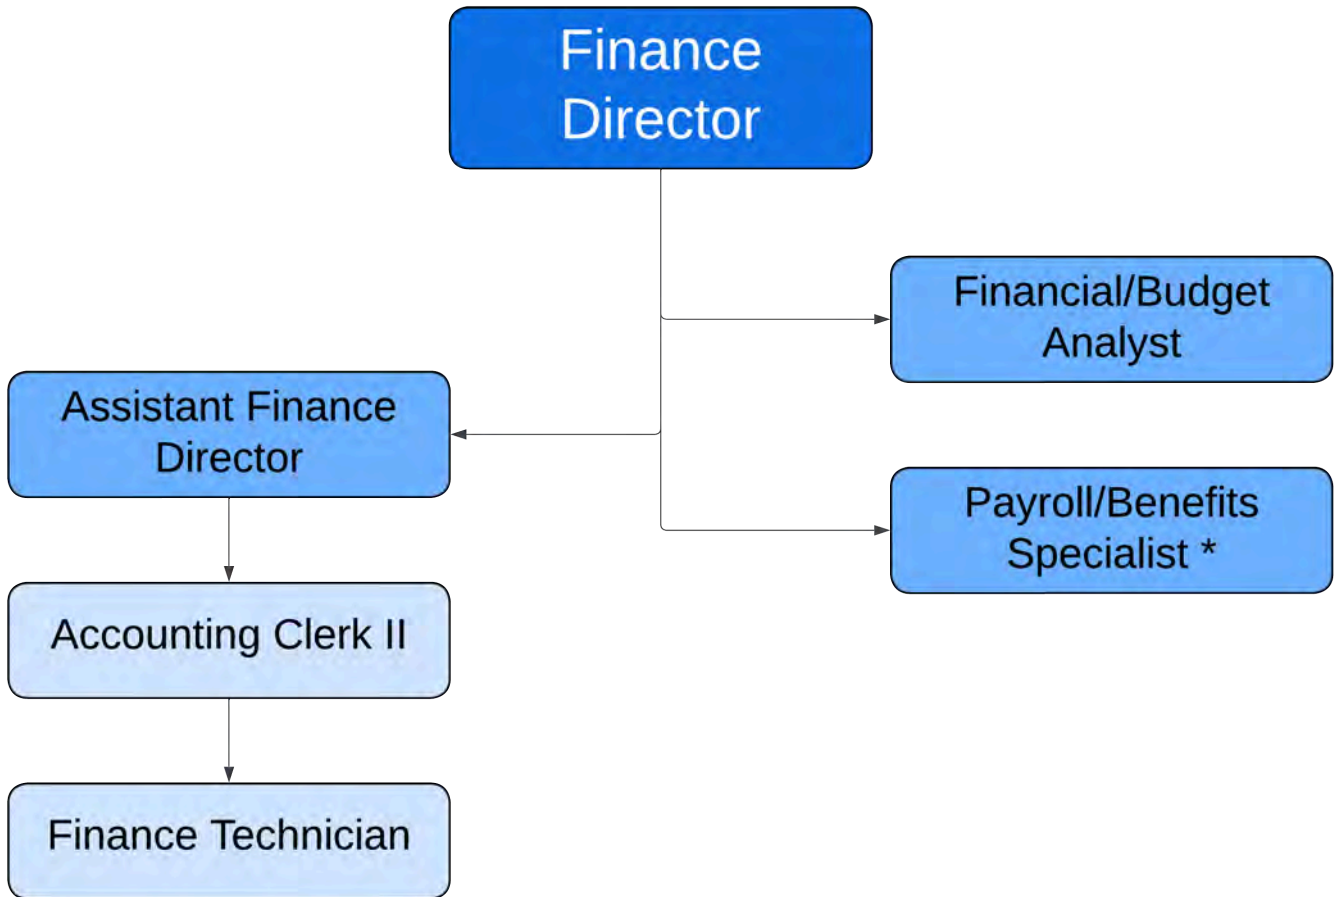 Finance
Director
Financial/Budget
Analyst
Assistant Finance
Director
Payroll/Benefits
Specialist *
Accounting Clerk II
Finance Technician